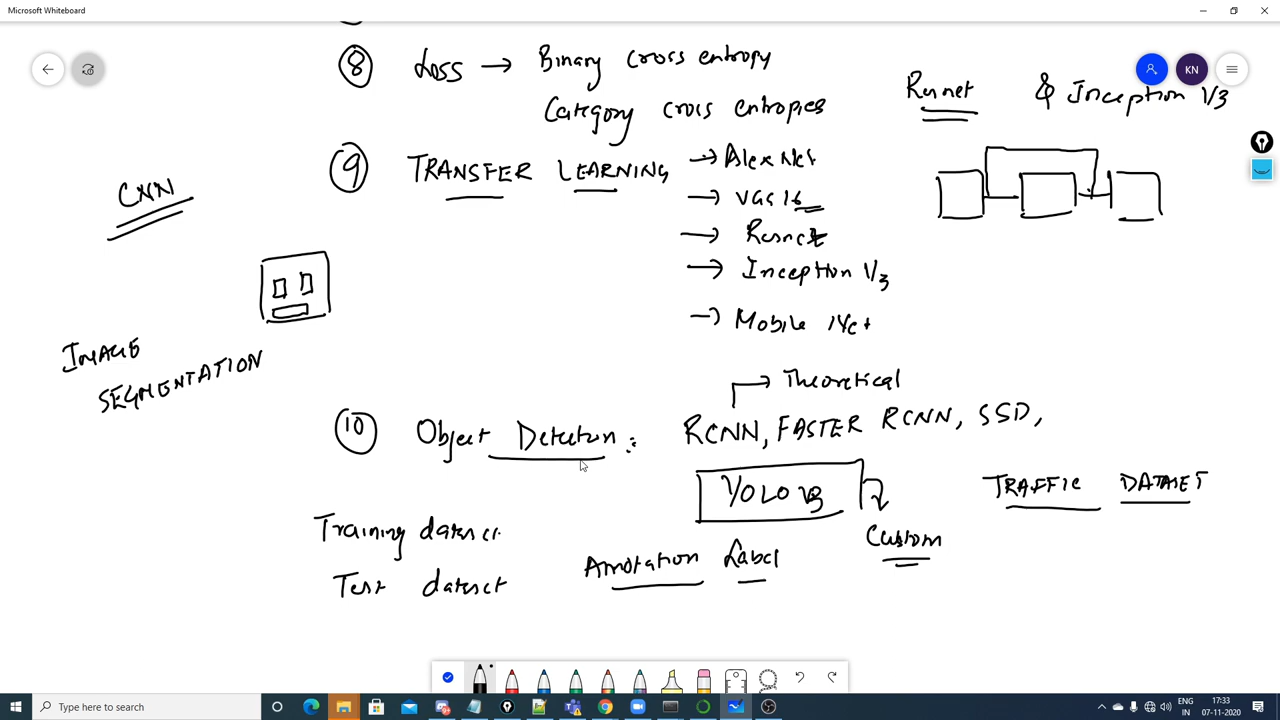 Microsoft Whiteboard
KN
8 Loss → Binary cross entropy
Category cross entropies
Resnet & Inception V3
9 TRANSFER LEARNING → AlexNet
→ VGG 16
→ Resnet
→ Inception V3
→ Mobile Net
CNN
IMAGE
SEGMENTATION
→ Theoretical
10 Object Detection : RCNN, FASTER RCNN, SSD,
YOLO V3
TRAFFIC DATASET
Custom
Training dataset
Annotation Label
Test dataset
Type here to search
ENG
IN
17:33
07-11-2020